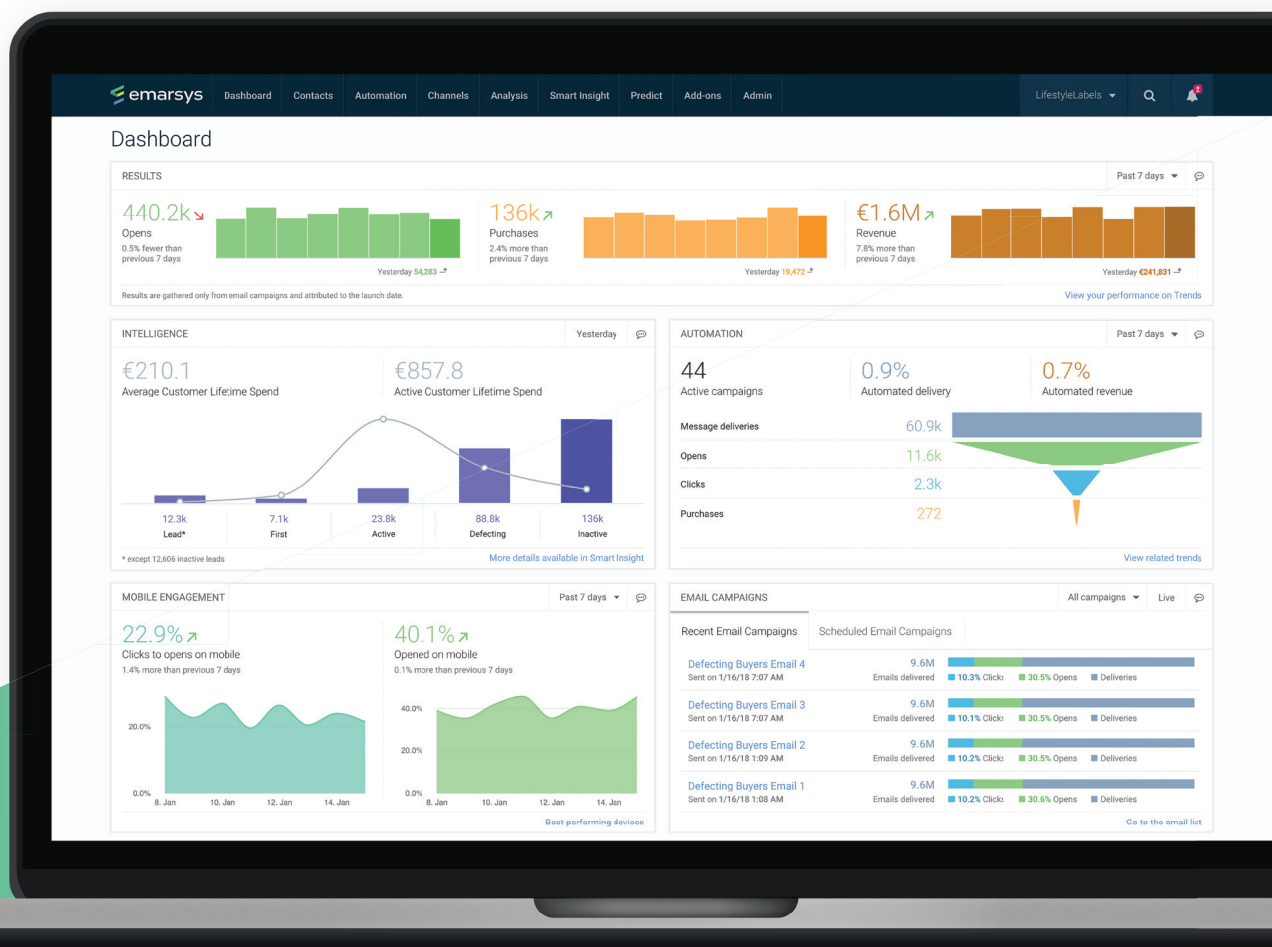 emarsys Dashboard Contacts Automation Channels Analysis Smart Insight Predict Add-ons Admin LifestyleLabels
Dashboard
RESULTS Past 7 days
440.2k
Opens
0.5% fewer than
previous 7 days
Yesterday 54,283
136k
Purchases
2.4% more than
previous 7 days
Yesterday 19,472
€1.6M
Revenue
7.8% more than
previous 7 days
Yesterday €241,831
Results are gathered only from email campaigns and attributed to the launch date.
View your performance on Trends
INTELLIGENCE Yesterday
€210.1
Average Customer Lifetime Spend
€857.8
Active Customer Lifetime Spend
12.3k 7.1k 23.8k 88.8k 136k
Lead* First Active Defecting Inactive
* except 12,606 inactive leads
More details available in Smart Insight
AUTOMATION Past 7 days
44
Active campaigns
0.9%
Automated delivery
0.7%
Automated revenue
Message deliveries 60.9k
Opens 11.6k
Clicks 2.3k
Purchases 272
View related trends
MOBILE ENGAGEMENT Past 7 days
22.9%
Clicks to opens on mobile
1.4% more than previous 7 days
20.0%
0.0%
8. Jan 10. Jan 12. Jan 14. Jan
40.1%
Opened on mobile
0.1% more than previous 7 days
40.0%
20.0%
0.0%
8. Jan 10. Jan 12. Jan 14. Jan
Best performing devices
EMAIL CAMPAIGNS All campaigns Live
Recent Email Campaigns Scheduled Email Campaigns
Defecting Buyers Email 4 9.6M
Sent on 1/16/18 7:07 AM Emails delivered 10.3% Clicks 30.5% Opens Deliveries
Defecting Buyers Email 3 9.6M
Sent on 1/16/18 7:07 AM Emails delivered 10.1% Clicks 30.5% Opens Deliveries
Defecting Buyers Email 2 9.6M
Sent on 1/16/18 1:09 AM Emails delivered 10.2% Clicks 30.5% Opens Deliveries
Defecting Buyers Email 1 9.6M
Sent on 1/16/18 1:08 AM Emails delivered 10.2% Clicks 30.6% Opens Deliveries
Go to the email list